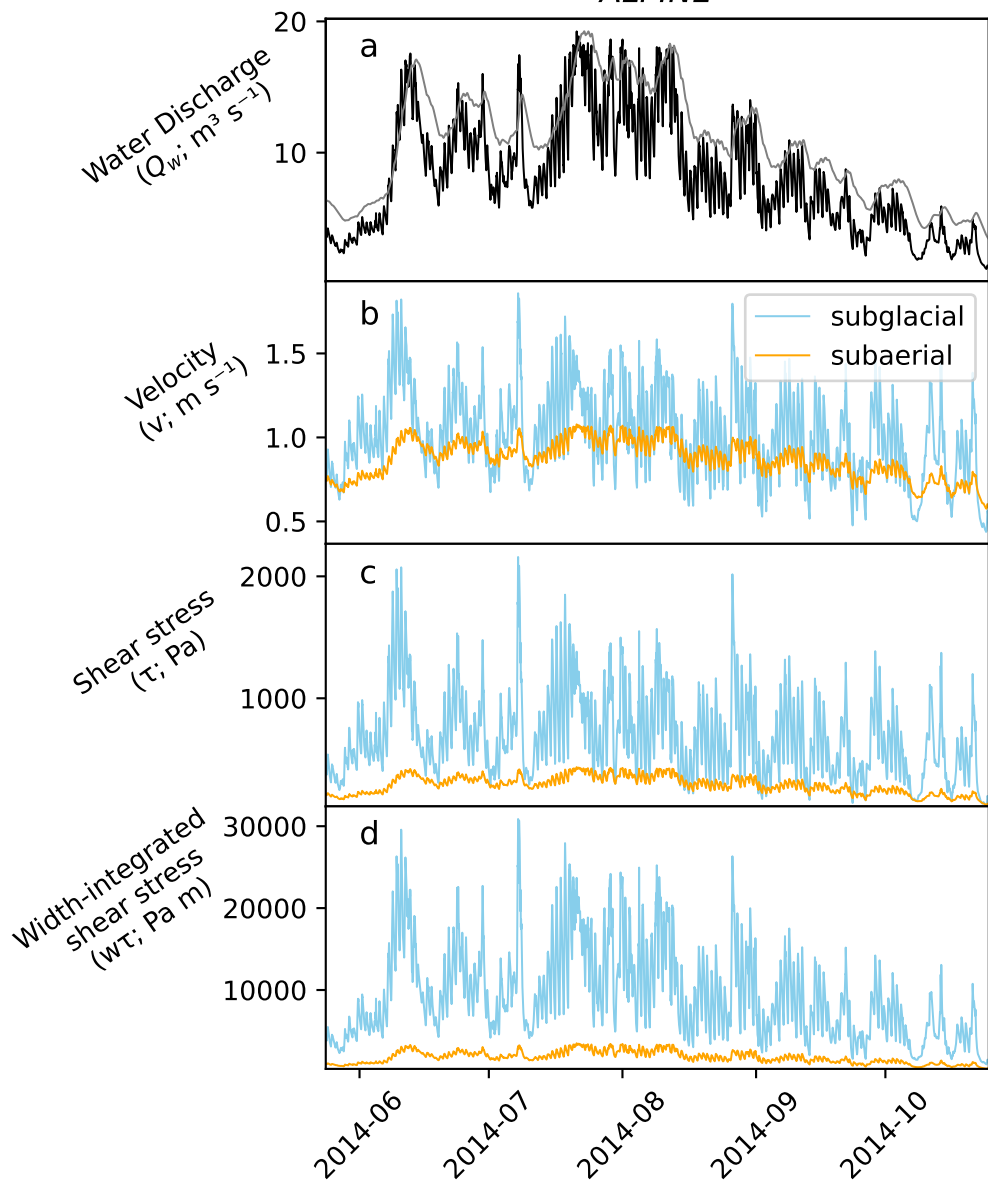 20
a
Water Discharge
(Qw; m³ s⁻¹)
10
b
subglacial
subaerial
Velocity
(v; m s⁻¹)
1.5
1.0
0.5
c
2000
Shear stress
(τ; Pa)
1000
d
30000
Width-integrated
shear stress
(wτ; Pa m)
20000
10000
2014-06
2014-07
2014-08
2014-09
2014-10